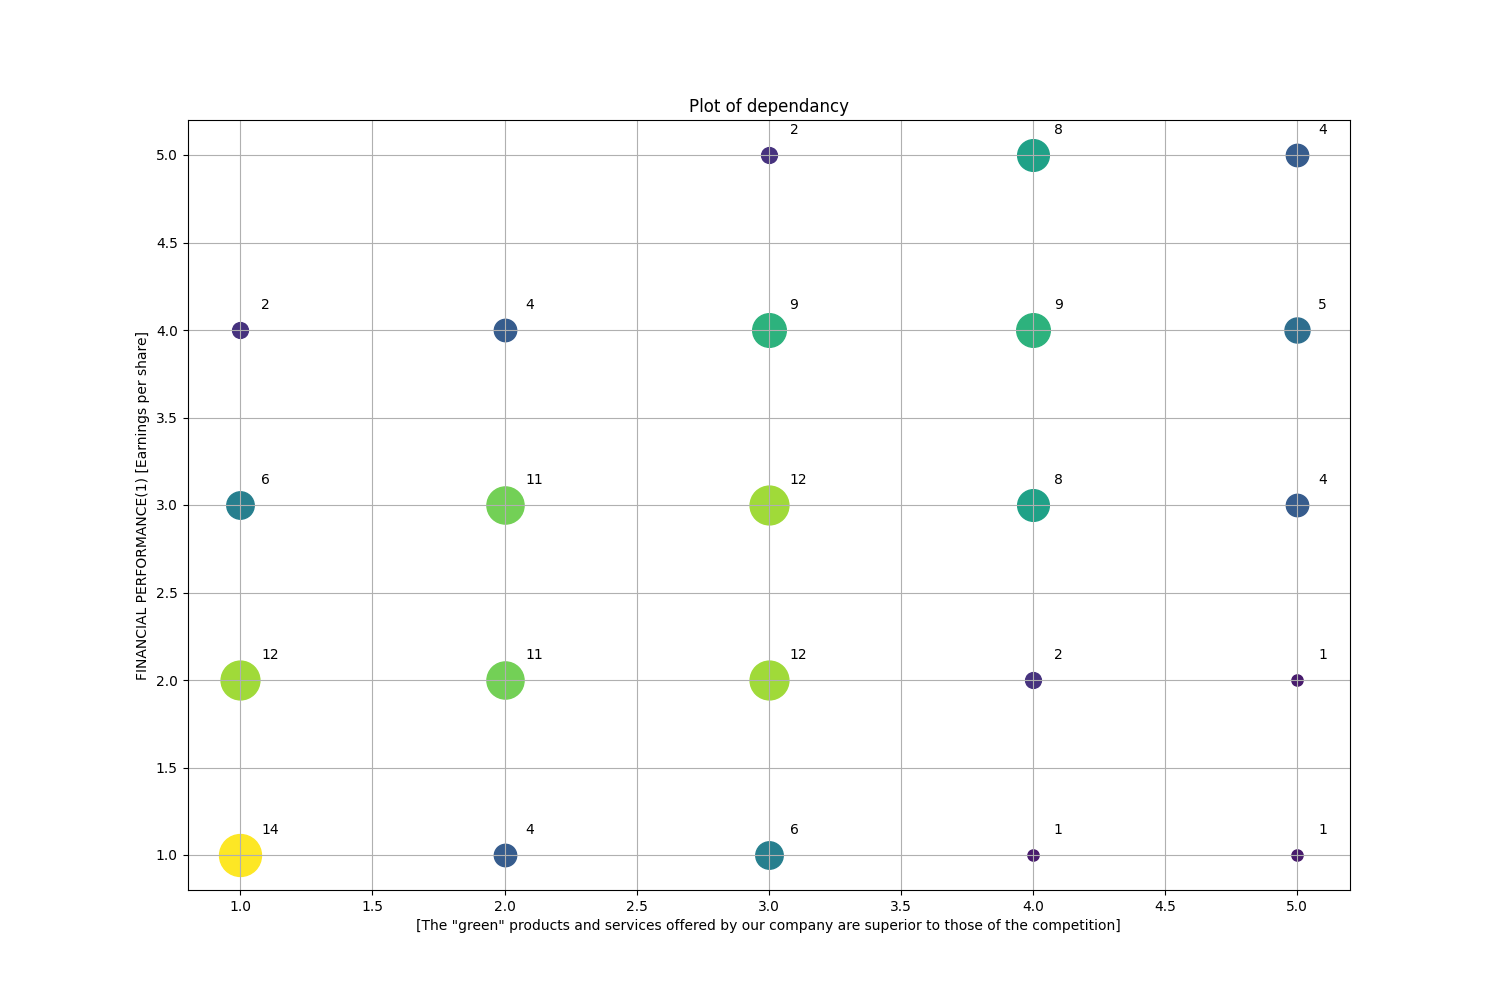 Plot of dependancy
2 8 4
5.0
4.5
2 4 9 9 5
4.0
3.5
6 11 12 8 4
3.0
2.5
12 11 12 2 1
2.0
1.5
14 4 6 1 1
1.0
FINANCIAL PERFORMANCE(1) [Earnings per share]
1.0 1.5 2.0 2.5 3.0 3.5 4.0 4.5 5.0
[The "green" products and services offered by our company are superior to those of the competition]